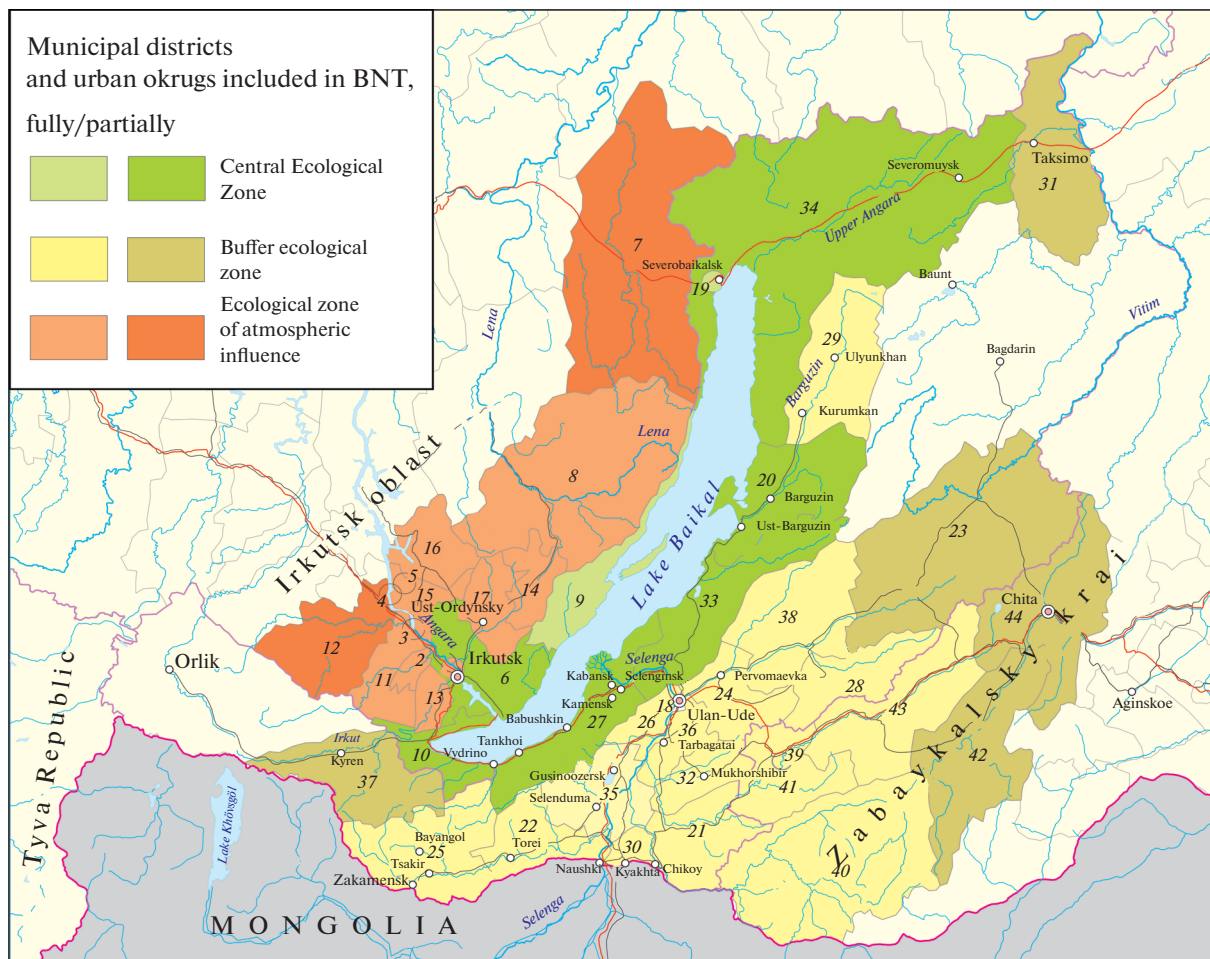 Municipal districts
and urban okrugs included in BNT,
fully/partially
Central Ecological
Zone
Buffer ecological
zone
Ecological zone
of atmospheric
influence
Taksimo
31
Severomuysk
34
Upper Angara
7
Severobaikalsk
19
Baunt
Vitim
Lena
29
Ulyunkhan
Bagdarin
Barguzin
Kurumkan
Lena
8
20
Barguzin
Ust-Barguzin
Irkutsk oblast
Lake Baikal
23
16
5
15
4
Ust-Ordynsky
17
14
9
33
38
Chita
44
Angara
3
2
Irkutsk
12
11
13
6
Orlik
Kabansk
Selenga
Selenginsk
Kamensk
Pervomaevka
24
28
18
Ulan-Ude
26
36
43
Aginskoe
Babushkin
27
Tankhoi
Vydrino
10
Irkut
Kyren
37
Tarbagatai
39
42
Gusinoozersk
32
Mukhorshibir
41
35
Selenduma
Zabaykalsky krai
21
22
Torei
Bayangol
25
Tsakir
Zakamensk
Naushki
30
Kyakhta
Chikoy
40
Tyva Republic
Lake Khövsgöl
Selenga
MONGOLIA